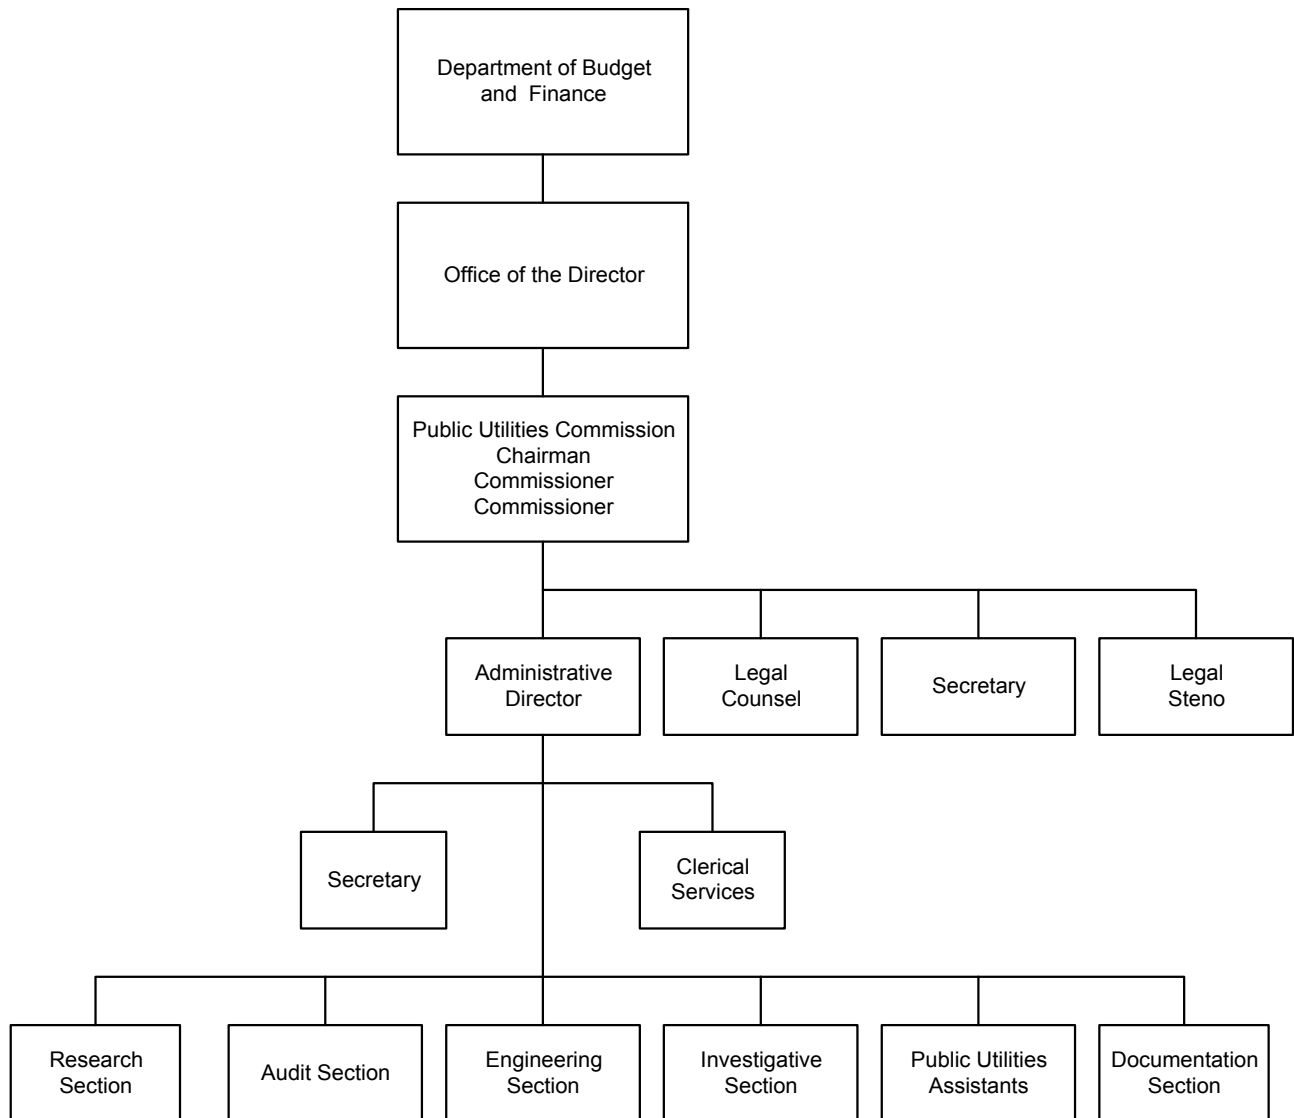 Department of Budget
and Finance
Office of the Director
Public Utilities Commission
Chairman
Commissioner
Commissioner
Administrative
Director
Legal
Counsel
Secretary
Legal
Steno
Secretary
Clerical
Services
Research
Section
Audit Section
Engineering
Section
Investigative
Section
Public Utilities
Assistants
Documentation
Section